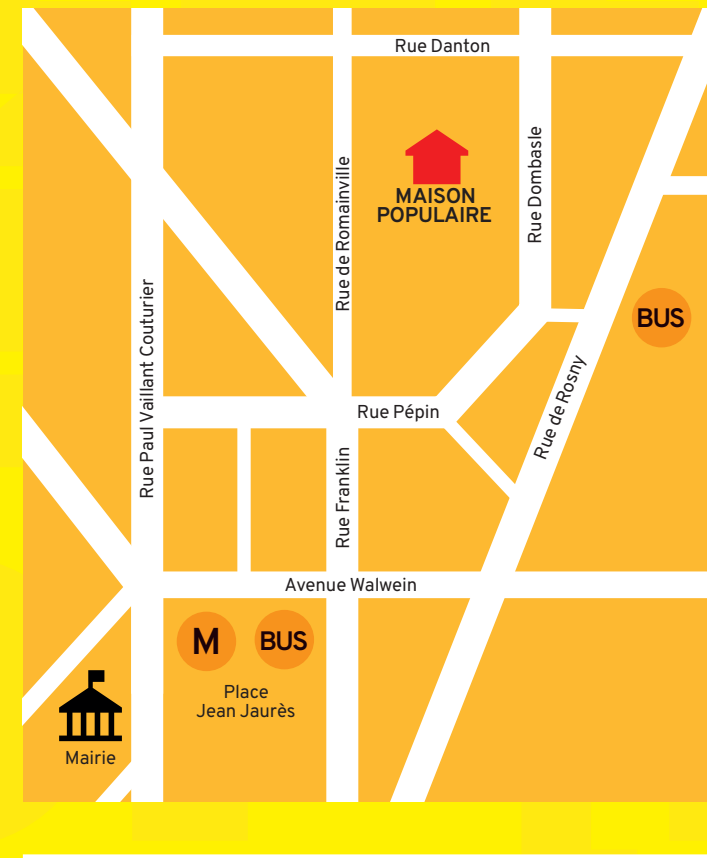 Rue Danton
MAISON
POPULAIRE
Rue de Romainville
Rue Dombasle
BUS
Rue Paul Vaillant Couturier
Rue de Rosny
Rue Pépin
Rue Franklin
Avenue Walwein
M
BUS
Place
Jean Jaurès
Mairie